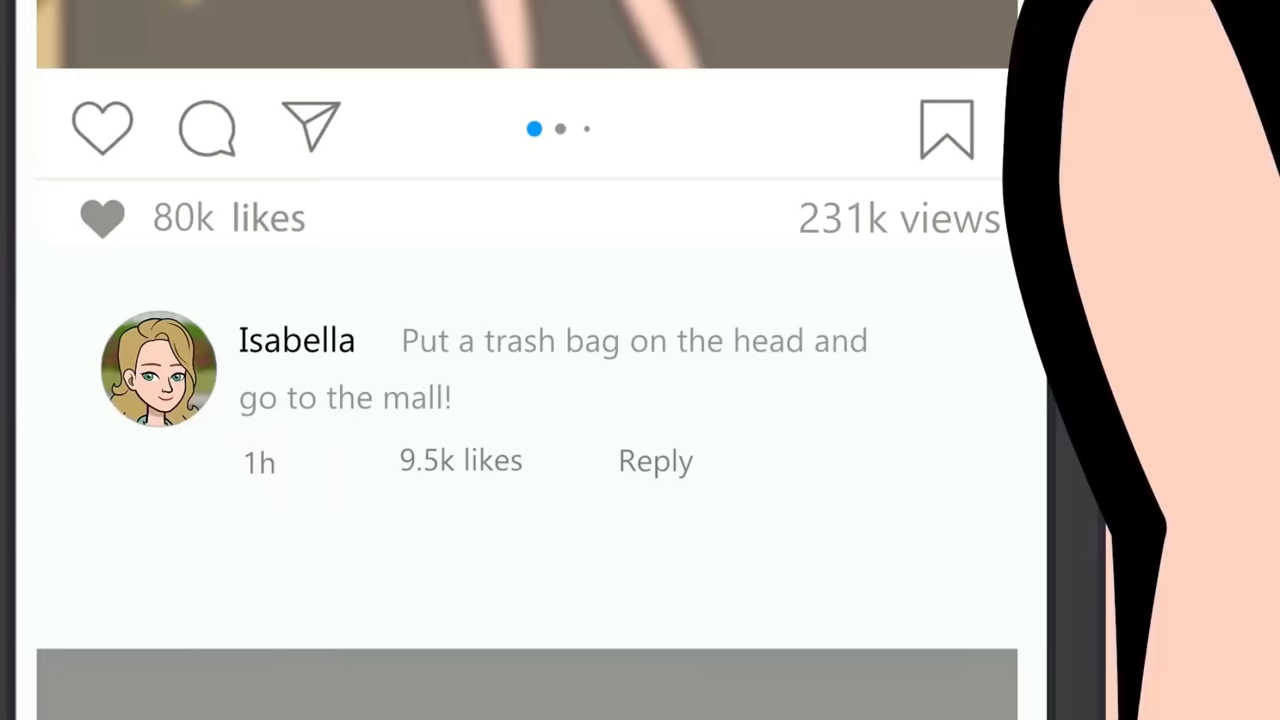 80k likes 231k views
Isabella Put a trash bag on the head and
go to the mall!
1h 9.5k likes Reply